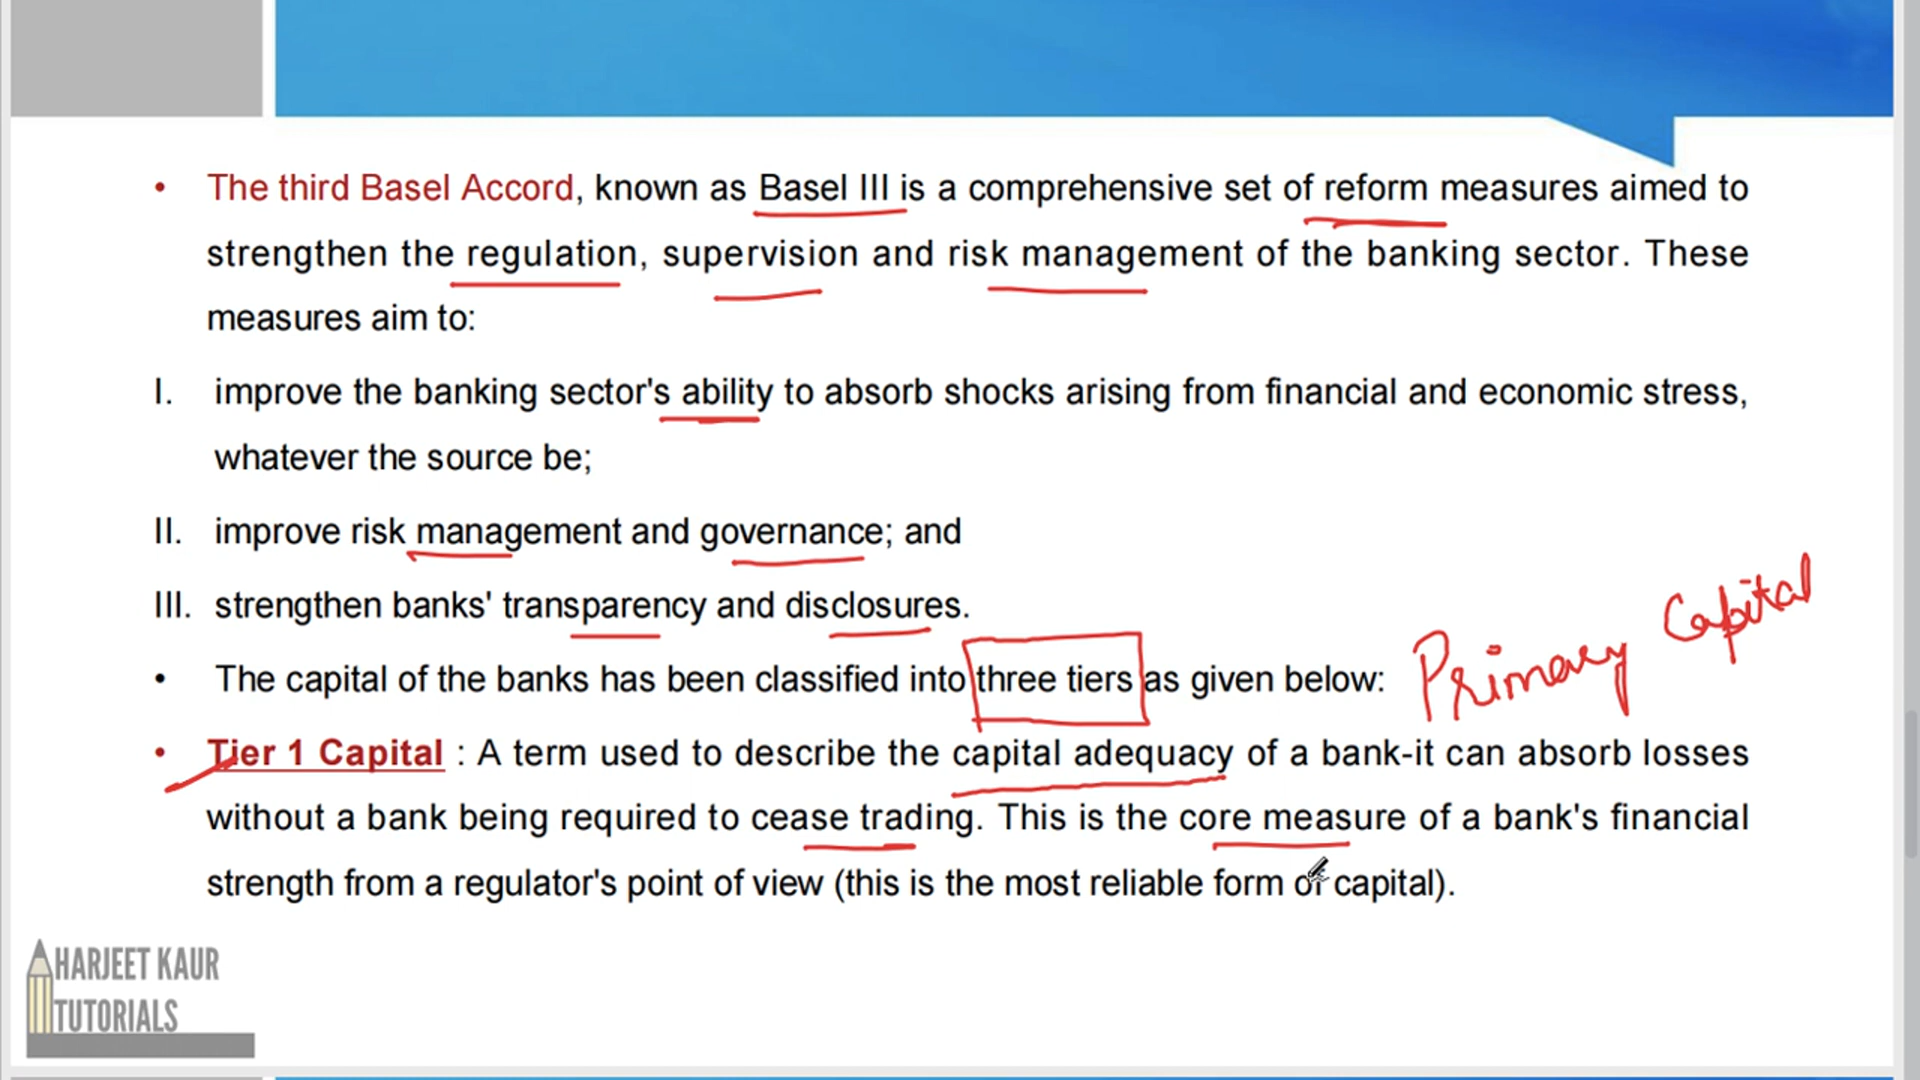 • The third Basel Accord, known as Basel III is a comprehensive set of reform measures aimed to
strengthen the regulation, supervision and risk management of the banking sector. These
measures aim to:
I. improve the banking sector's ability to absorb shocks arising from financial and economic stress,
whatever the source be;
II. improve risk management and governance; and
III. strengthen banks' transparency and disclosures.
• The capital of the banks has been classified into three tiers as given below:
Primary Capital
• Tier 1 Capital : A term used to describe the capital adequacy of a bank-it can absorb losses
without a bank being required to cease trading. This is the core measure of a bank's financial
strength from a regulator's point of view (this is the most reliable form of capital).
HARJEET KAUR
TUTORIALS